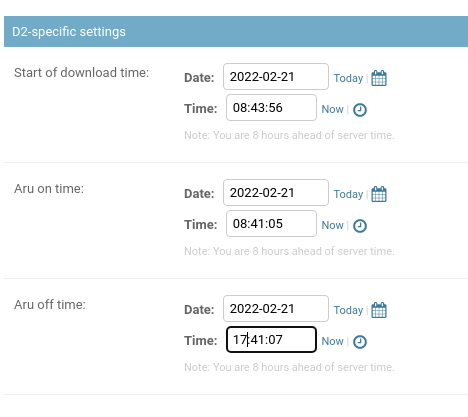 D2-specific settings
Start of download time:
Date: 2022-02-21 Today |
Time: 08:43:56 Now |
Note: You are 8 hours ahead of server time.
Aru on time:
Date: 2022-02-21 Today |
Time: 08:41:05 Now |
Note: You are 8 hours ahead of server time.
Aru off time:
Date: 2022-02-21 Today |
Time: 17:41:07 Now |
Note: You are 8 hours ahead of server time.